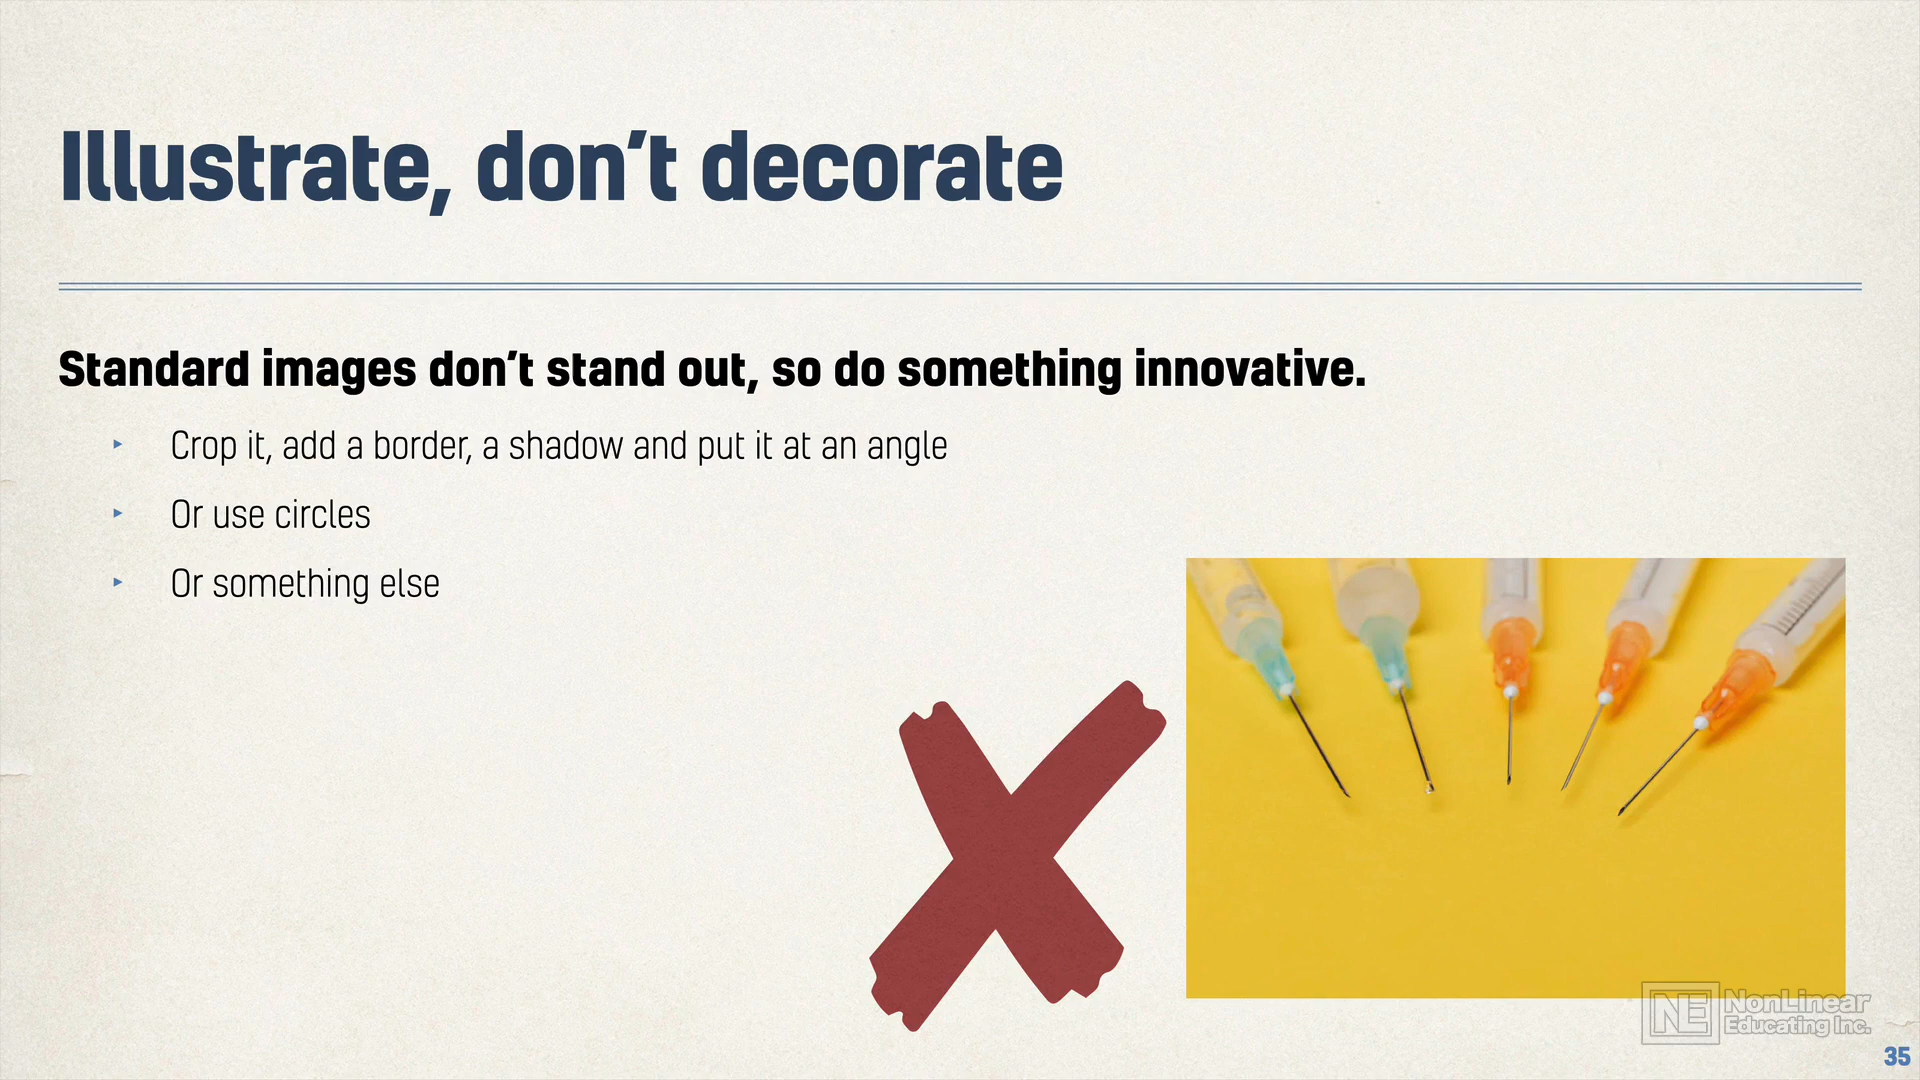 Illustrate, don’t decorate
Standard images don’t stand out, so do something innovative.
‣ Crop it, add a border, a shadow and put it at an angle
‣ Or use circles
‣ Or something else
NE NonLinear
Educating Inc.
35